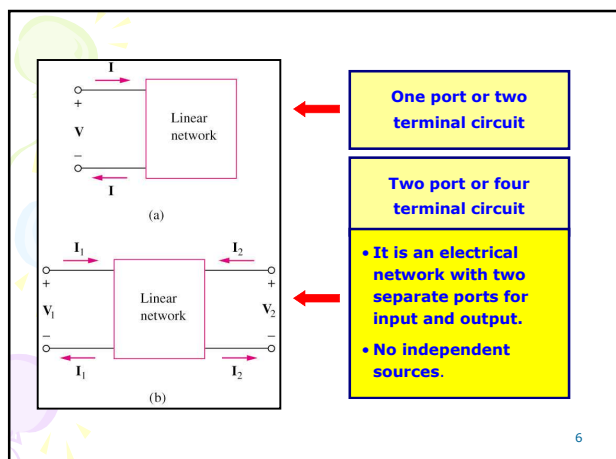 I
+
V
Linear
network
−
I
(a)
I1 I2
+ +
V1 Linear V2
network
− −
I1 I2
(b)
One port or two
terminal circuit
Two port or four
terminal circuit
• It is an electrical
network with two
separate ports for
input and output.
• No independent
sources.
6